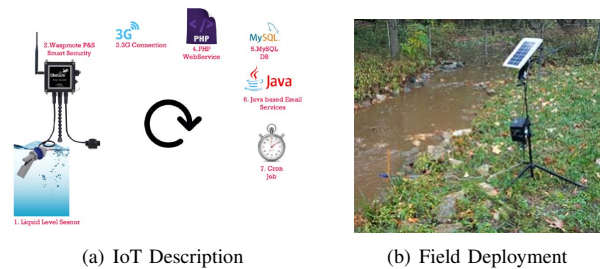 2.Waspmote P&S
Smart Security
3G
3.3G Connection
PHP
4.PHP
WebService
MySQL
5.MySQL
DB
Java
6. Java based Email
Services
7. Cron
Job
1. Liquid Level Sensor
(a) IoT Description
(b) Field Deployment